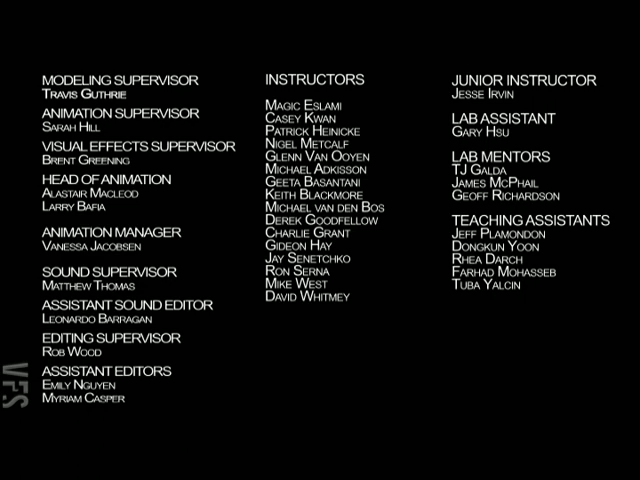 MODELING SUPERVISOR
TRAVIS GUTHRIE
ANIMATION SUPERVISOR
SARAH HILL
VISUAL EFFECTS SUPERVISOR
BRENT GREENING
HEAD OF ANIMATION
ALASTAIR MACLEOD
LARRY BAFIA
ANIMATION MANAGER
VANESSA JACOBSEN
SOUND SUPERVISOR
MATTHEW THOMAS
ASSISTANT SOUND EDITOR
LEONARDO BARRAGAN
EDITING SUPERVISOR
ROB WOOD
ASSISTANT EDITORS
EMILY NGUYEN
MYRIAM CASPER
INSTRUCTORS
MAGIC ESLAMI
CASEY KWAN
PATRICK HEINICKE
NIGEL METCALF
GLENN VAN OOYEN
MICHAEL ADKISSON
GEETA BASANTANI
KEITH BLACKMORE
MICHAEL VAN DEN BOS
DEREK GOODFELLOW
CHARLIE GRANT
GIDEON HAY
JAY SENETCHKO
RON SERNA
MIKE WEST
DAVID WHITMEY
JUNIOR INSTRUCTOR
JESSE IRVIN
LAB ASSISTANT
GARY HSU
LAB MENTORS
TJ GALDA
JAMES MCPHAIL
GEOFF RICHARDSON
TEACHING ASSISTANTS
JEFF PLAMONDON
DONGKUN YOON
RHEA DARCH
FARHAD MOHASSEB
TUBA YALCIN
VFS